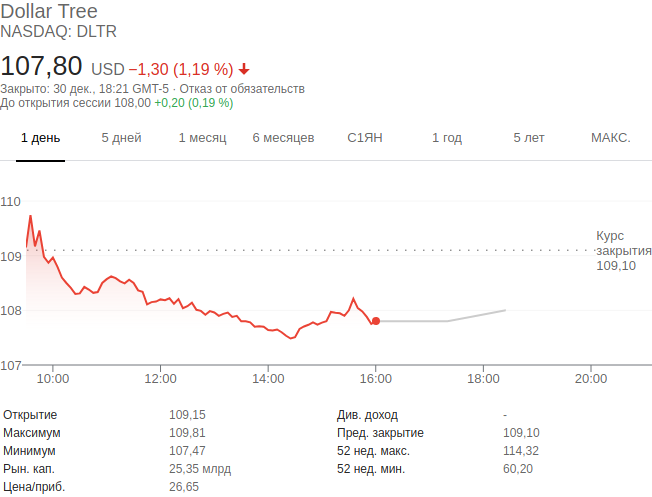 Dollar Tree
NASDAQ: DLTR
107,80 USD −1,30 (1,19 %)
Закрыто: 30 дек., 18:21 GMT-5 · Отказ от обязательств
До открытия сессии 108,00 +0,20 (0,19 %)
1 день 5 дней 1 месяц 6 месяцев С1ЯН 1 год 5 лет МАКС.
110
109
108
107
Курс
закрытия
109,10
10:00 12:00 14:00 16:00 18:00 20:00
Открытие 109,15 Див. доход -
Максимум 109,81 Пред. закрытие 109,10
Минимум 107,47 52 нед. макс. 114,32
Рын. кап. 25,35 млрд 52 нед. мин. 60,20
Цена/приб. 26,65